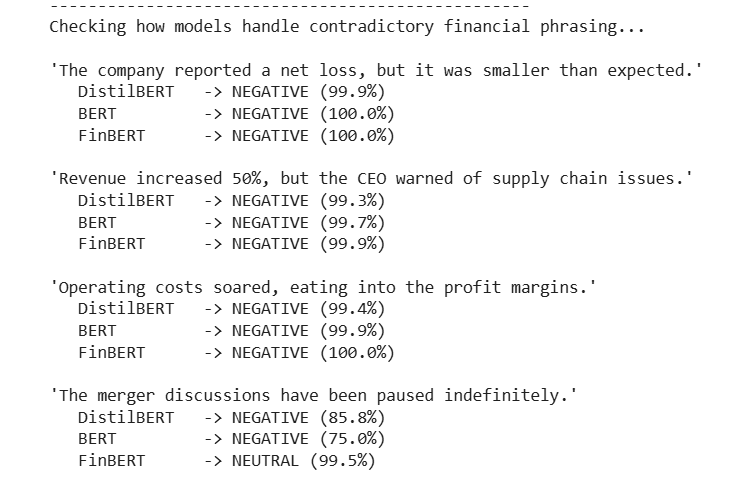 --------------------------------------------------
Checking how models handle contradictory financial phrasing...
'The company reported a net loss, but it was smaller than expected.'
DistilBERT -> NEGATIVE (99.9%)
BERT -> NEGATIVE (100.0%)
FinBERT -> NEGATIVE (100.0%)
'Revenue increased 50%, but the CEO warned of supply chain issues.'
DistilBERT -> NEGATIVE (99.3%)
BERT -> NEGATIVE (99.7%)
FinBERT -> NEGATIVE (99.9%)
'Operating costs soared, eating into the profit margins.'
DistilBERT -> NEGATIVE (99.4%)
BERT -> NEGATIVE (99.9%)
FinBERT -> NEGATIVE (100.0%)
'The merger discussions have been paused indefinitely.'
DistilBERT -> NEGATIVE (85.8%)
BERT -> NEGATIVE (75.0%)
FinBERT -> NEUTRAL (99.5%)